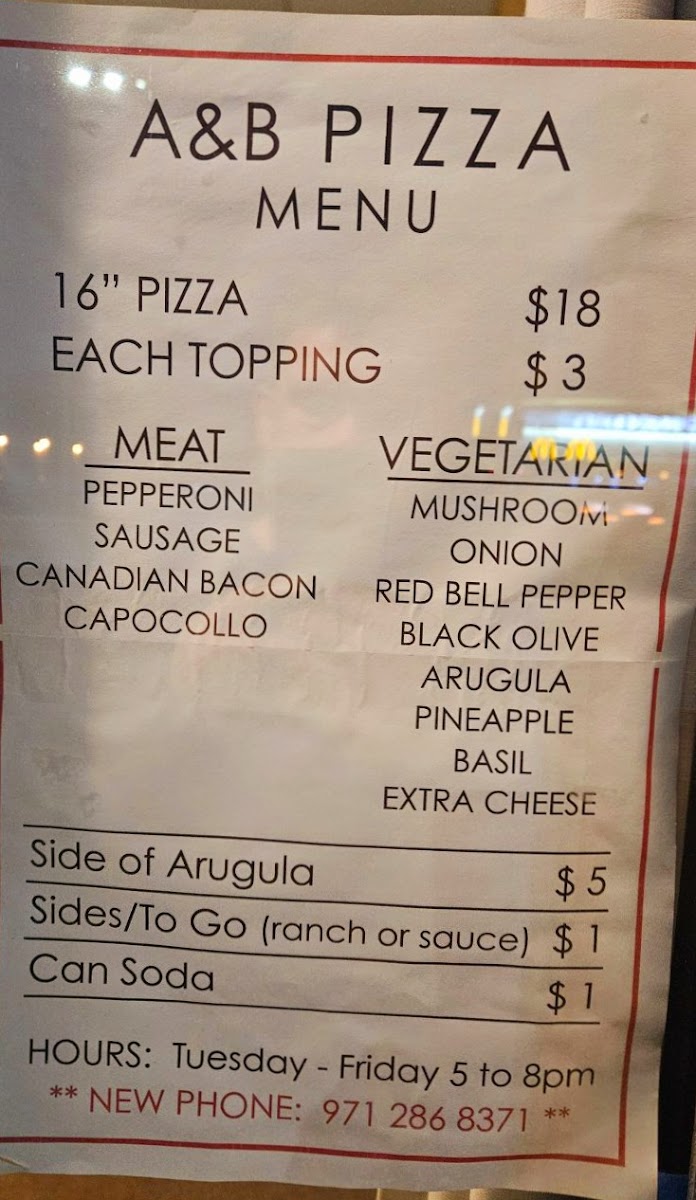 A&B PIZZA
MENU
16” PIZZA $18
EACH TOPPING $ 3
MEAT
PEPPERONI
SAUSAGE
CANADIAN BACON
CAPOCOLLO
VEGETARIAN
MUSHROOM
ONION
RED BELL PEPPER
BLACK OLIVE
ARUGULA
PINEAPPLE
BASIL
EXTRA CHEESE
Side of Arugula $ 5
Sides/To Go (ranch or sauce) $ 1
Can Soda $ 1
HOURS: Tuesday - Friday 5 to 8pm
** NEW PHONE: 971 286 8371 **